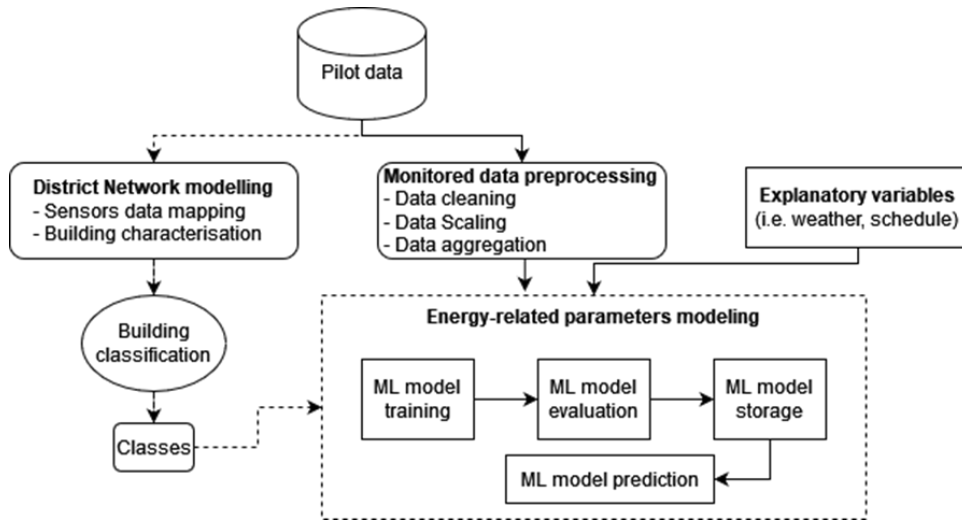 Pilot data
District Network modelling
- Sensors data mapping
- Building characterisation
Monitored data preprocessing
- Data cleaning
- Data Scaling
- Data aggregation
Explanatory variables
(i.e. weather, schedule)
Building
classification
Classes
Energy-related parameters modeling
ML model
training
ML model
evaluation
ML model
storage
ML model prediction